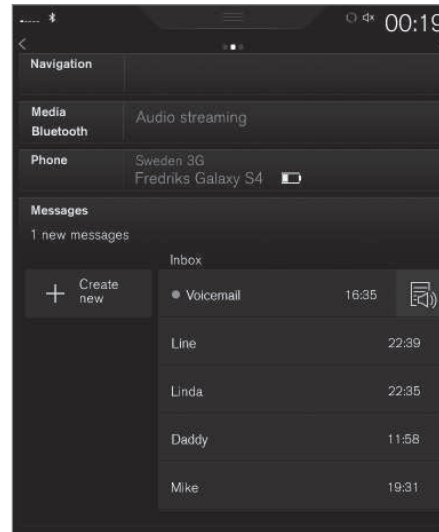 00:19
Navigation
Media
Bluetooth
Audio streaming
Phone
Sweden 3G
Fredriks Galaxy S4
Messages
1 new messages
Inbox
Create
new
Voicemail 16:35
Line 22:39
Linda 22:35
Daddy 11:58
Mike 19:31